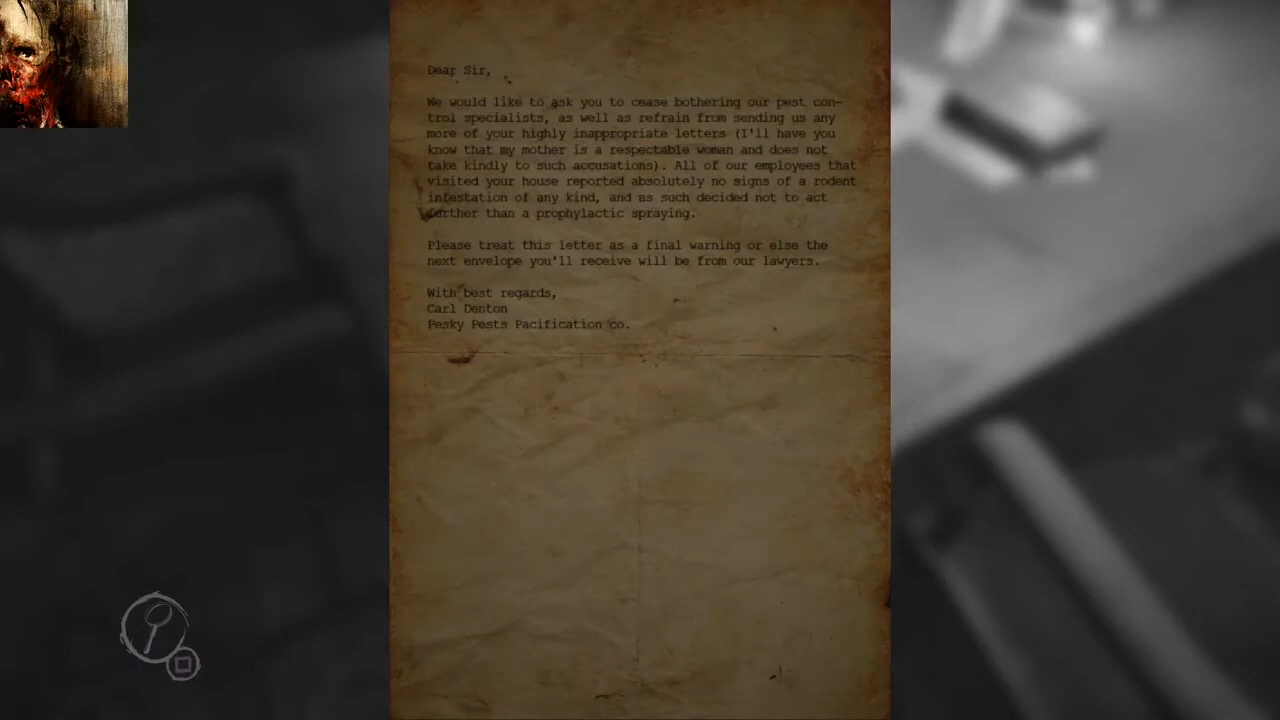 Dear Sir,
We would like to ask you to cease bothering our pest con-
trol specialists, as well as refrain from sending us any
more of your highly inappropriate letters (I'll have you
know that my mother is a respectable woman and does not
take kindly to such accusations). All of our employees that
visited your house reported absolutely no signs of a rodent
infestation of any kind, and as such decided not to act
farther than a prophylactic spraying.
Please treat this letter as a final warning or else the
next envelope you'll receive will be from our lawyers.
With best regards,
Carl Denton
Pesky Pests Pacification co.